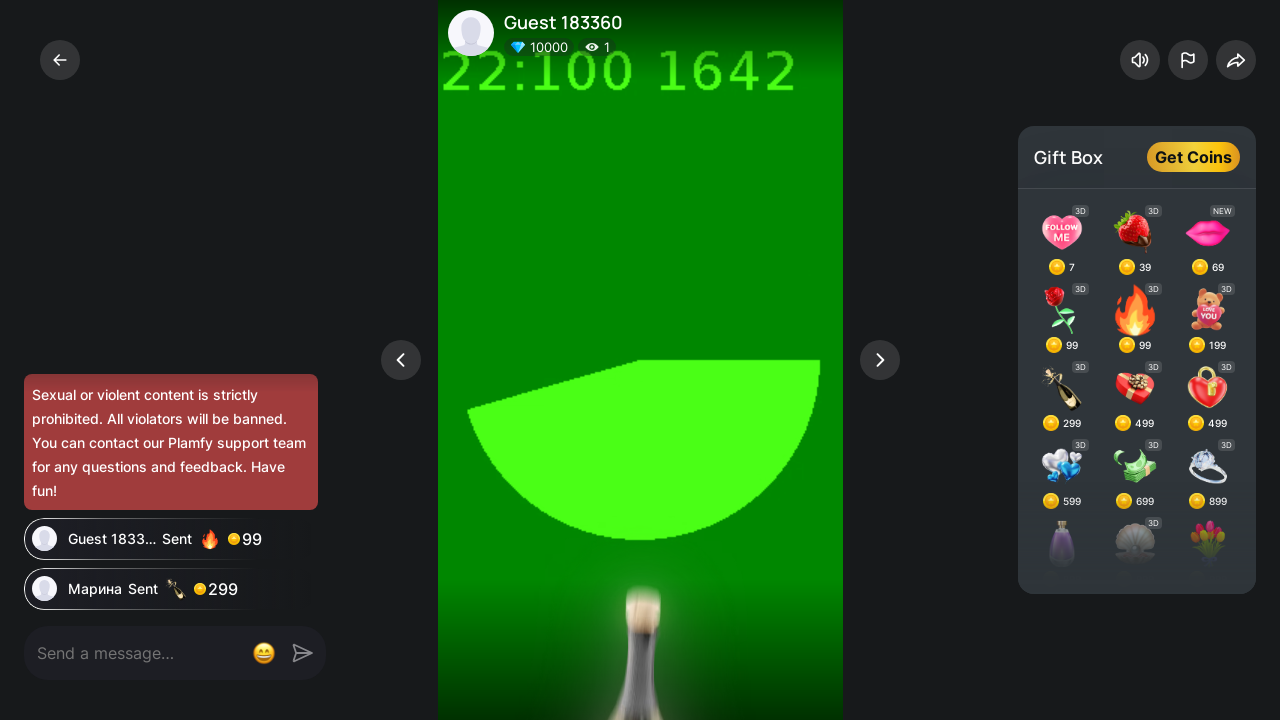 Guest 183360
10000 1
22:100 1642
Gift Box
Get Coins
3D 3D NEW
FOLLOW ME
7 39 69
3D 3D 3D
LOVE YOU
99 99 199
3D 3D 3D
299 499 499
3D 3D 3D
599 699 899
3D
Sexual or violent content is strictly
prohibited. All violators will be banned.
You can contact our Plamfy support team
for any questions and feedback. Have
fun!
Guest 1833... Sent 99
Марина Sent 299
Send a message...